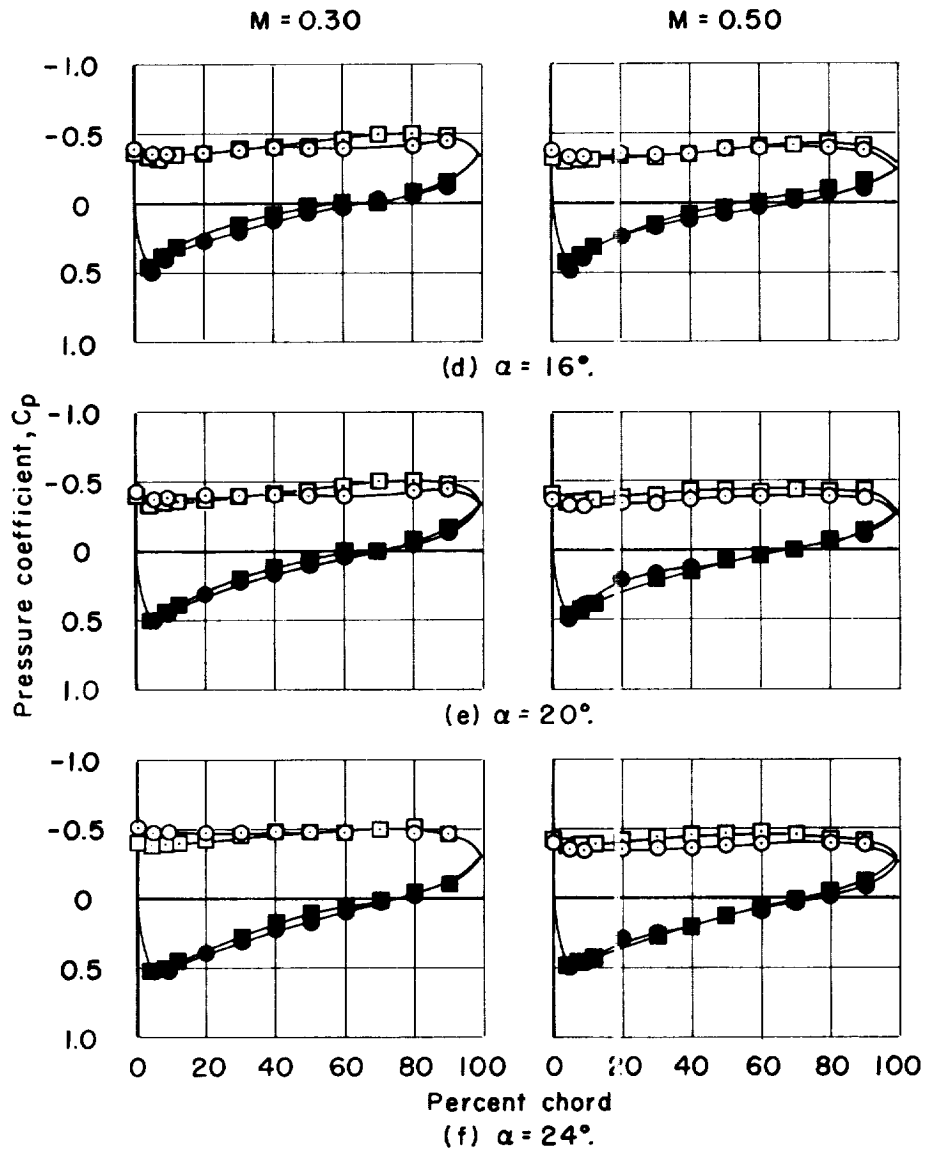 M = 0.30 M = 0.50
-1.0
-0.5
0
0.5
1.0
(d) α = 16°.
-1.0
-0.5
0
0.5
1.0
Pressure coefficient, Cp
(e) α = 20°.
-1.0
-0.5
0
0.5
1.0
0 20 40 60 80 100 0 20 40 60 80 100
Percent chord
(f) α = 24°.